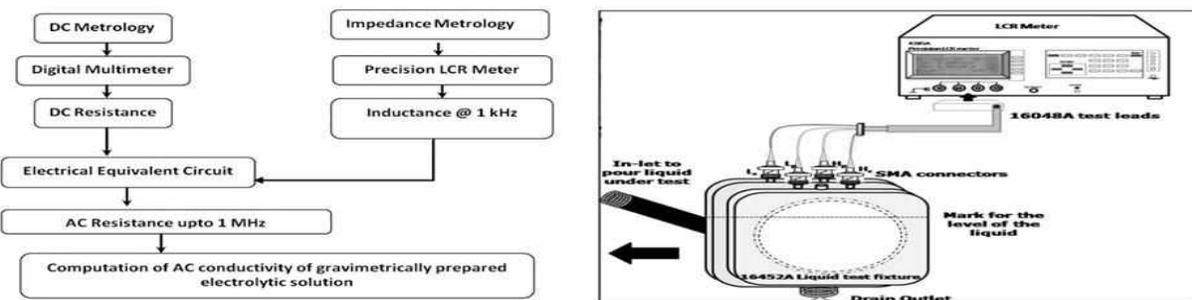 DC Metrology
Digital Multimeter
DC Resistance
Impedance Metrology
Precision LCR Meter
Inductance @ 1 kHz
Electrical Equivalent Circuit
AC Resistance upto 1 MHz
Computation of AC conductivity of gravimetrically prepared
electrolytic solution
LCR Meter
Precision LCR meter
16048A test leads
In-let to
pour liquid
under test
SMA connectors
Mark for the
level of the
liquid
16452A Liquid test fixture
Drain Outlet